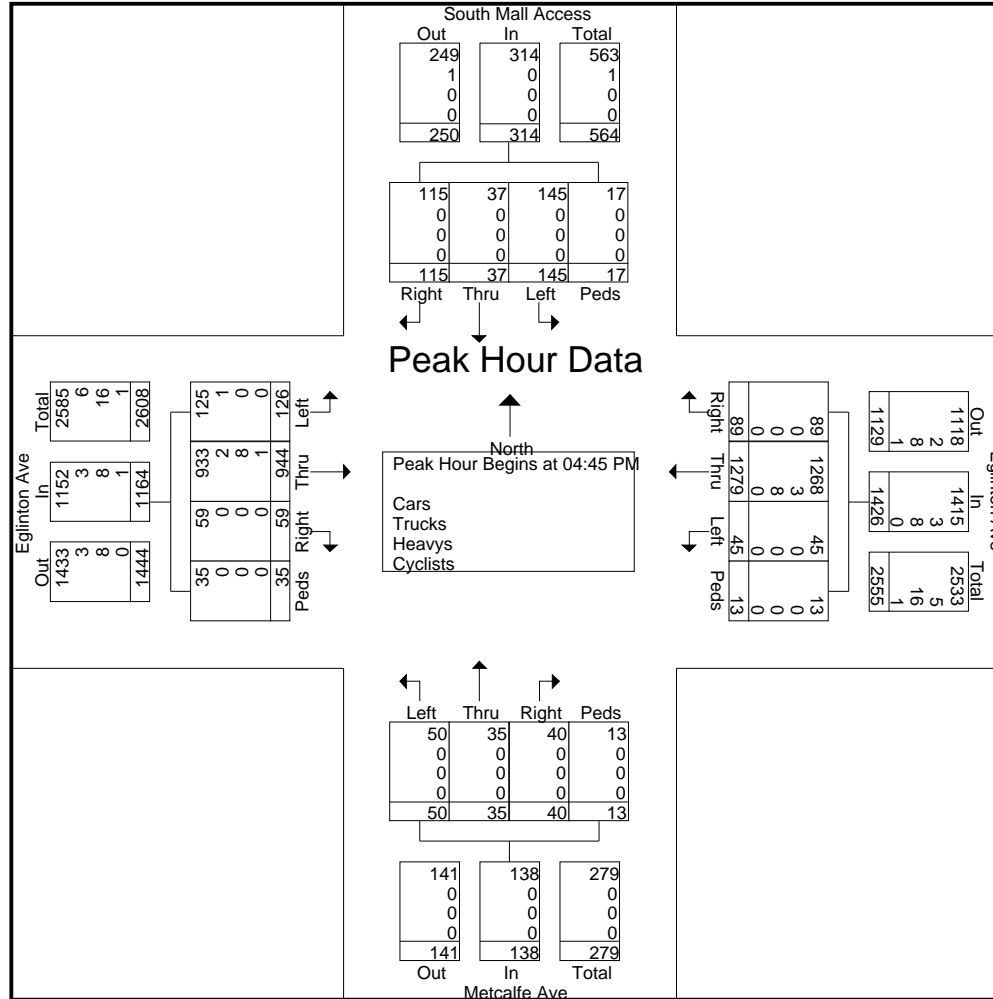 South Mall Access
Out In Total
249 314 563
1 0 1
0 0 0
0 0 0
250 314 564
115 37 145 17
0 0 0 0
0 0 0 0
0 0 0 0
115 37 145 17
Right Thru Left Peds
Peak Hour Data
Eglinton Ave
Total
2585 6 16 1 2608
In
1152 3 8 1 1164
Out
1433 3 8 0 1444
125 1 0 0 126
Left
933 2 8 1 944
Thru
59 0 0 0 59
Right
35 0 0 0 35
Peds
North
Peak Hour Begins at 04:45 PM
Cars
Trucks
Heavys
Cyclists
Right
89 0 0 0 89
Thru
1268 3 8 0 1279
Left
45 0 0 0 45
Peds
13 0 0 0 13
Out
1118 2 8 1 1129
In
1415 3 8 0 1426
Total
2533 5 16 1 2555
Left Thru Right Peds
50 35 40 13
0 0 0 0
0 0 0 0
0 0 0 0
50 35 40 13
141 138 279
0 0 0
0 0 0
0 0 0
141 138 279
Out In Total
Metcalfe Ave